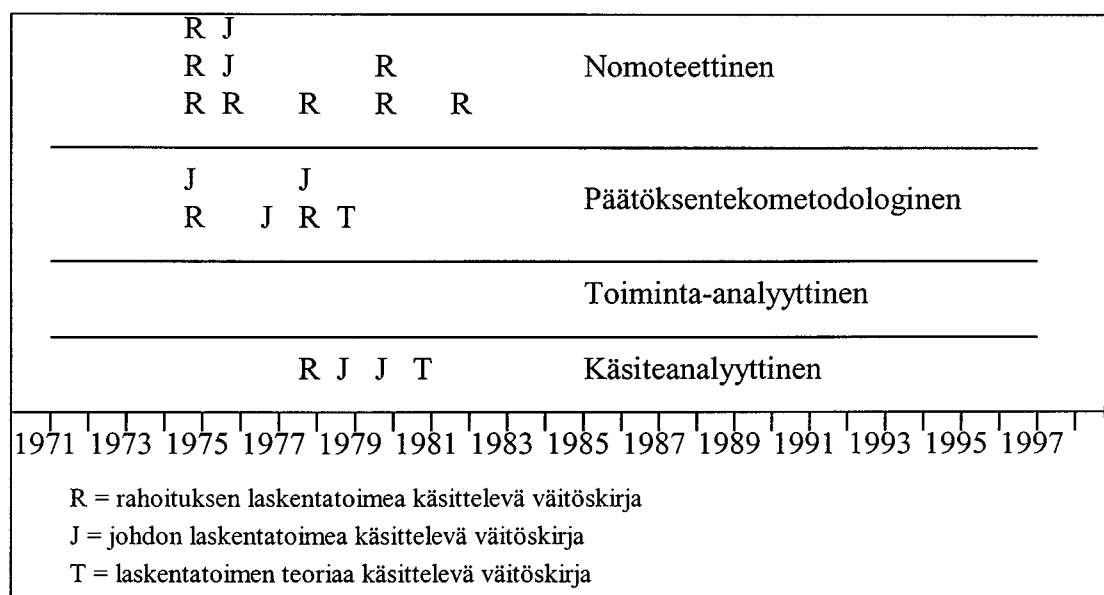 R J
R J R Nomoteettinen
R R R R R
J J
R J R T Päätöksentekometodologinen
Toiminta-analyyttinen
R J J T Käsiteanalyyttinen
1971 1973 1975 1977 1979 1981 1983 1985 1987 1989 1991 1993 1995 1997
R = rahoituksen laskentatoimea käsittelevä väitöskirja
J = johdon laskentatoimea käsittelevä väitöskirja
T = laskentatoimen teoriaa käsittelevä väitöskirja